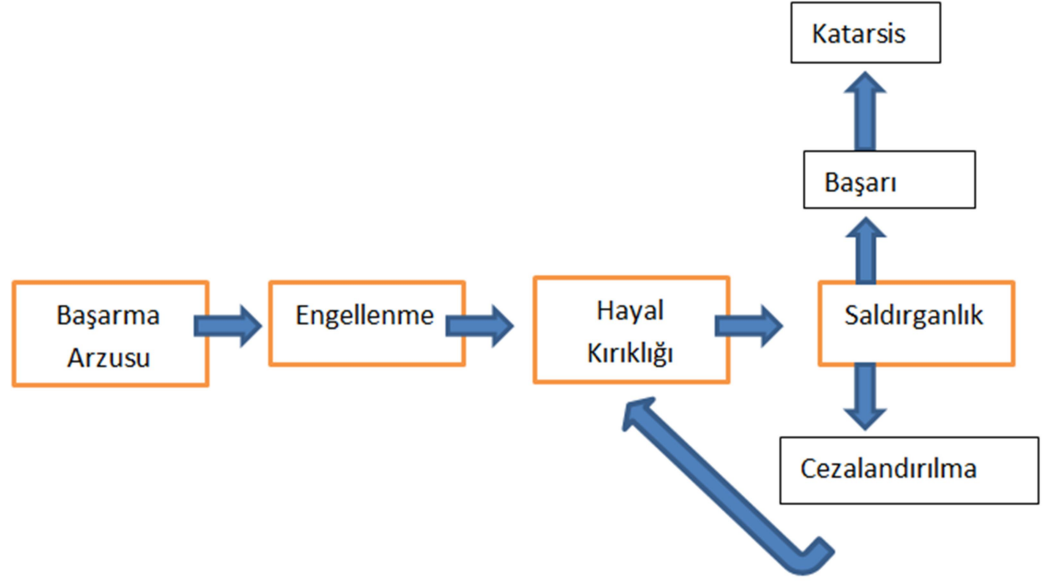 Katarsis
Başarı
Başarma
Arzusu
Engellenme
Hayal
Kırıklığı
Saldırganlık
Cezalandırılma